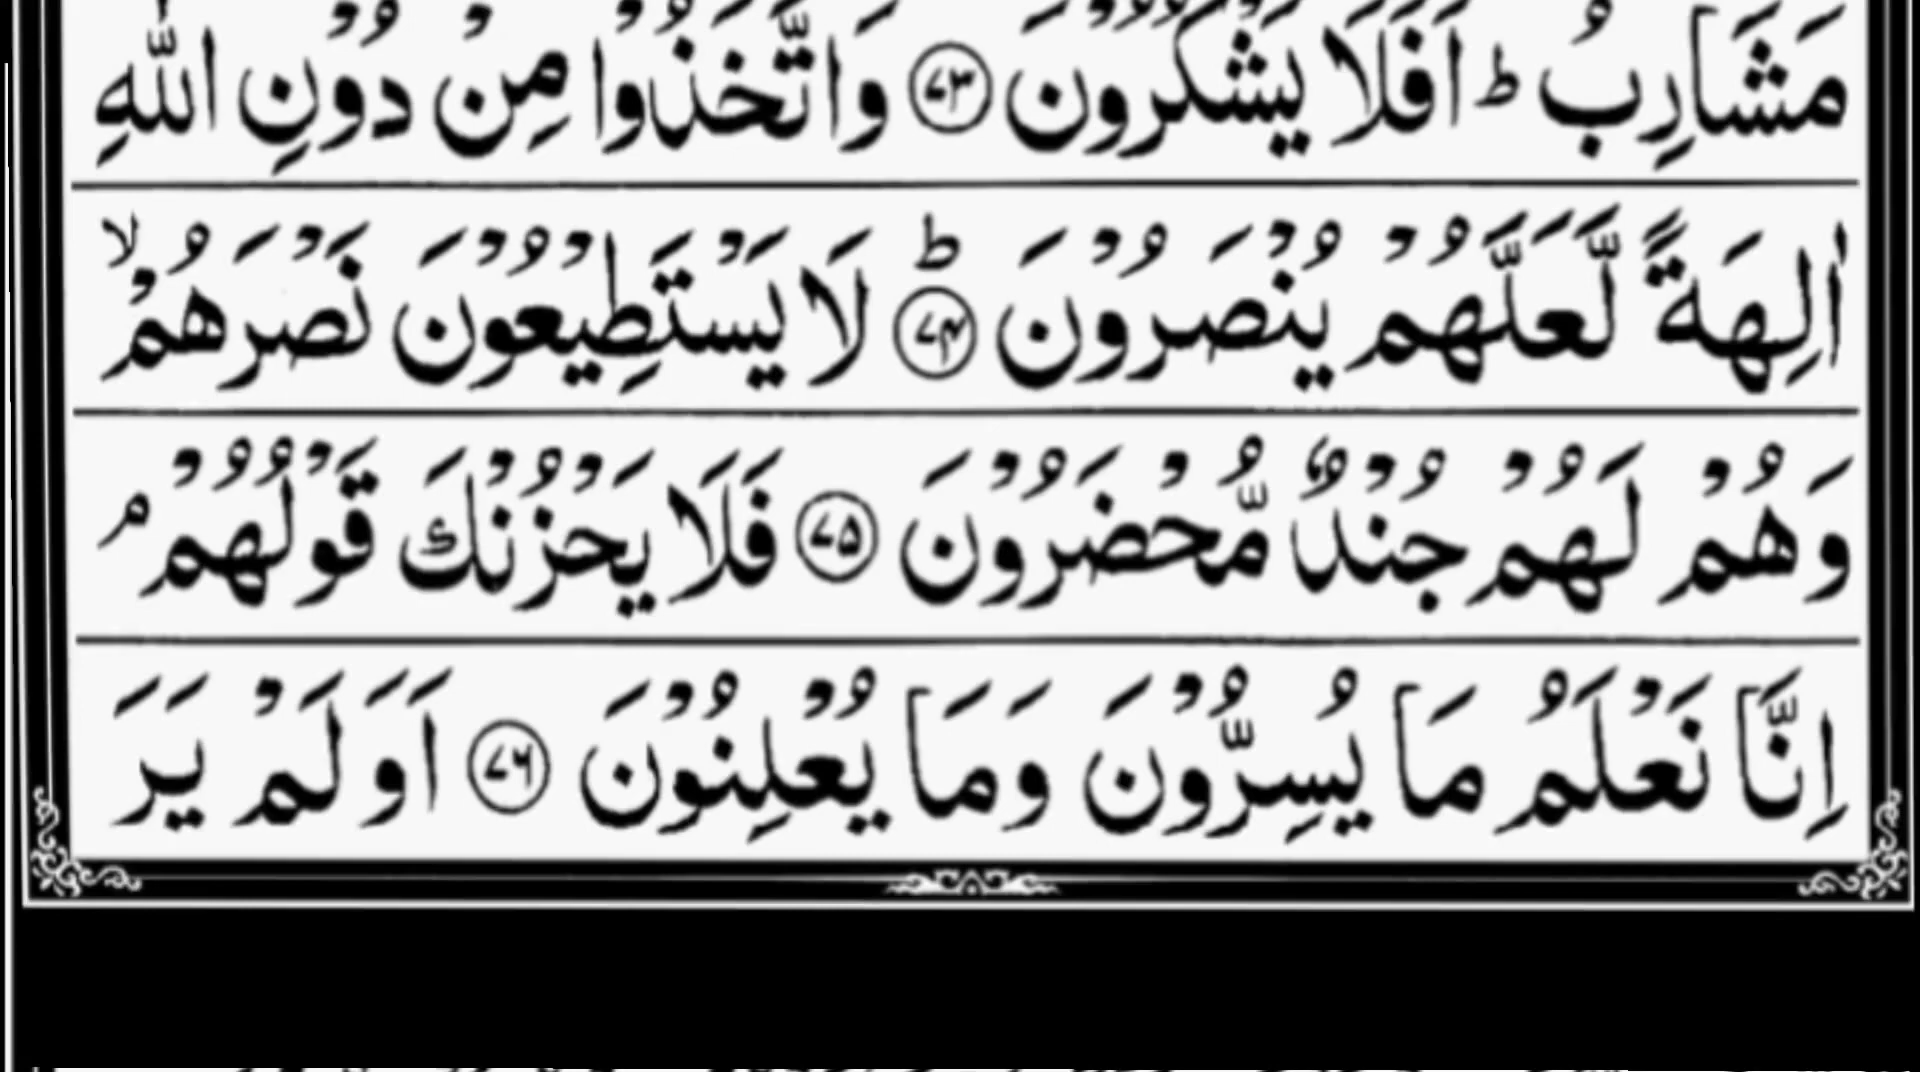 مَشَارِبُ ؕ اَفَلَا يَشْكُرُوْنَ ﴿۷۳﴾ وَاتَّخَذُوْا مِنْ دُوْنِ اللّٰهِ
اٰلِهَةً لَّعَلَّهُمْ يُنْصَرُوْنَ ﴿۷۴﴾ؕ لَا يَسْتَطِيْعُوْنَ نَصْرَهُمْ ۙ
وَهُمْ لَهُمْ جُنْدٌ مُّحْضَرُوْنَ ﴿۷۵﴾ فَلَا يَحْزُنْكَ قَوْلُهُمْ ۘ
اِنَّا نَعْلَمُ مَا يُسِرُّوْنَ وَمَا يُعْلِنُوْنَ ﴿۷۶﴾ اَوَلَمْ يَرَ